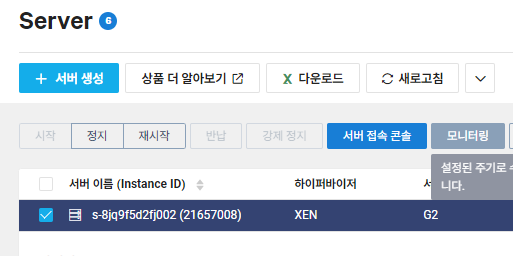 Server 6
+ 서버 생성
상품 더 알아보기
다운로드
새로고침
시작
정지
재시작
반납
강제 정지
서버 접속 콘솔
모니터링
설정된 주기로
니다.
서버 이름 (Instance ID)
하이퍼바이저
s-8jq9f5d2fj002 (21657008)
XEN
G2